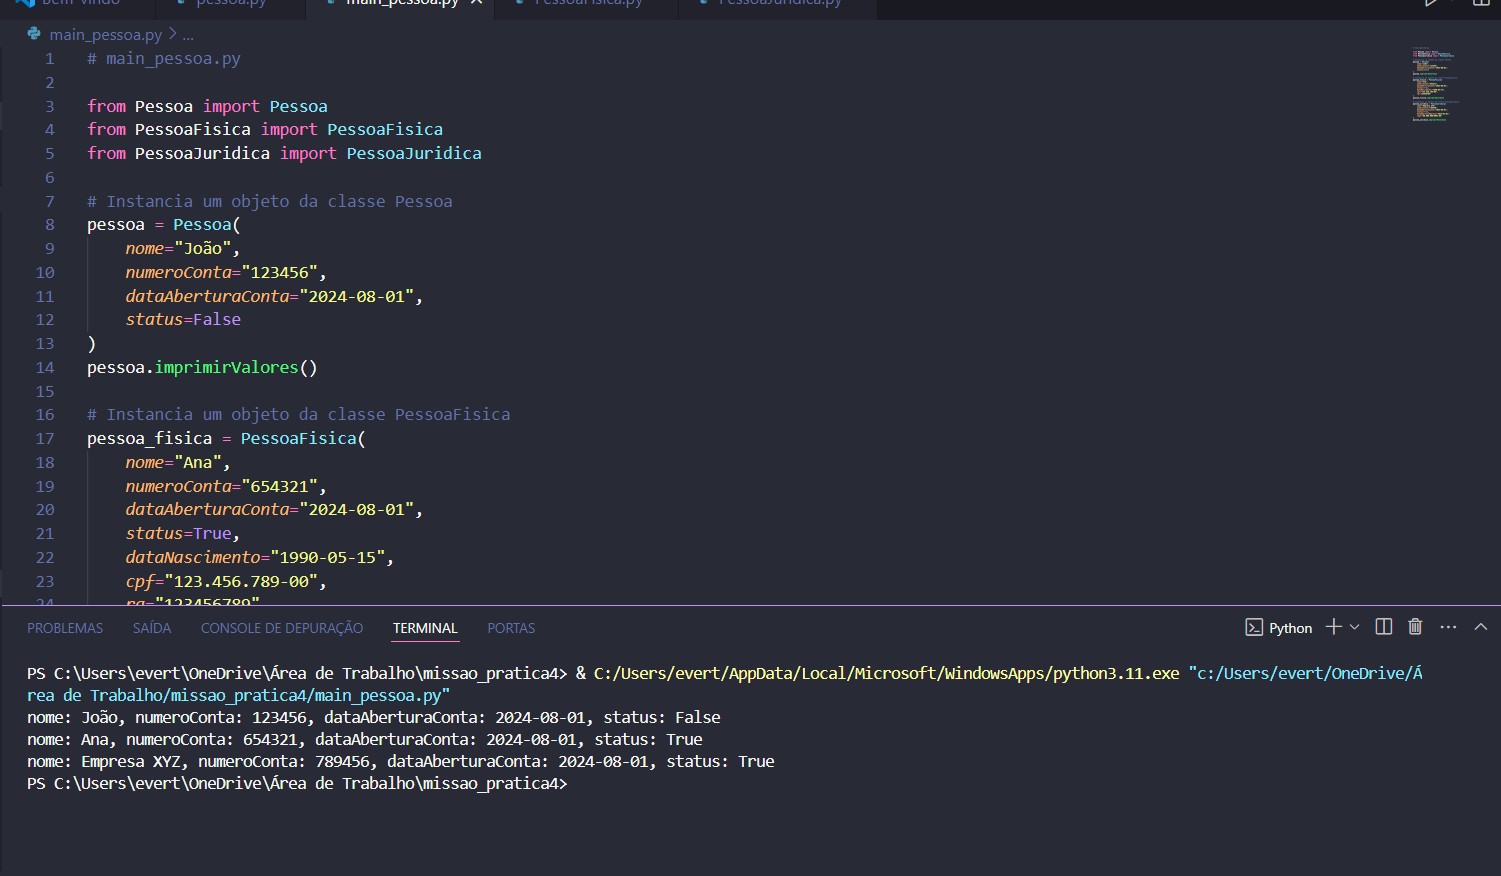 Bem-vindo pessoa.py main_pessoa.py PessoaFisica.py PessoaJuridica.py
main_pessoa.py > ...
1 # main_pessoa.py
2
3 from Pessoa import Pessoa
4 from PessoaFisica import PessoaFisica
5 from PessoaJuridica import PessoaJuridica
6
7 # Instancia um objeto da classe Pessoa
8 pessoa = Pessoa(
9 nome="João",
10 numeroConta="123456",
11 dataAberturaConta="2024-08-01",
12 status=False
13 )
14 pessoa.imprimirValores()
15
16 # Instancia um objeto da classe PessoaFisica
17 pessoa_fisica = PessoaFisica(
18 nome="Ana",
19 numeroConta="654321",
20 dataAberturaConta="2024-08-01",
21 status=True,
22 dataNascimento="1990-05-15",
23 cpf="123.456.789-00",
24 rg="123456789"
PROBLEMAS SAÍDA CONSOLE DE DEPURAÇÃO TERMINAL PORTAS Python
PS C:\Users\evert\OneDrive\Área de Trabalho\missao_pratica4> & C:/Users/evert/AppData/Local/Microsoft/WindowsApps/python3.11.exe "c:/Users/evert/OneDrive/Á
rea de Trabalho/missao_pratica4/main_pessoa.py"
nome: João, numeroConta: 123456, dataAberturaConta: 2024-08-01, status: False
nome: Ana, numeroConta: 654321, dataAberturaConta: 2024-08-01, status: True
nome: Empresa XYZ, numeroConta: 789456, dataAberturaConta: 2024-08-01, status: True
PS C:\Users\evert\OneDrive\Área de Trabalho\missao_pratica4>